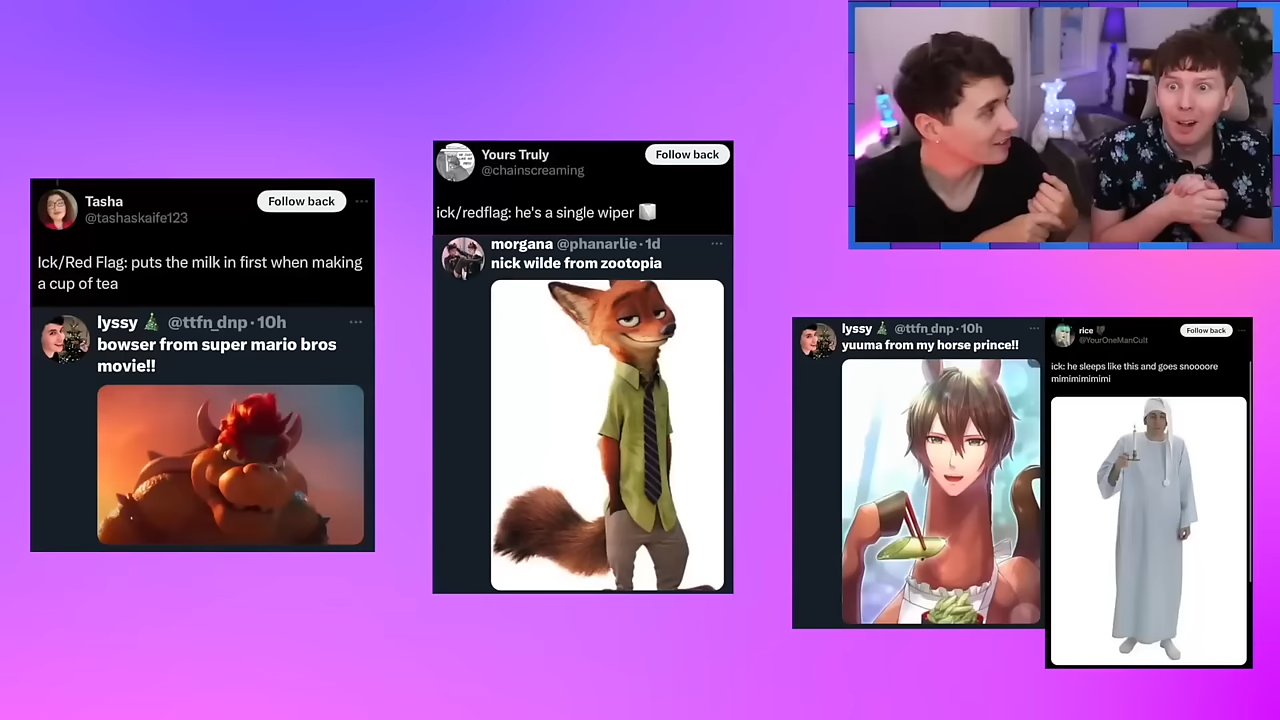 Tasha
@tashaskaife123
Follow back
Ick/Red Flag: puts the milk in first when making
a cup of tea
lyssy 🎄 @ttfn_dnp · 10h
bowser from super mario bros
movie!!
Yours Truly
@chainscreaming
Follow back
ick/redflag: he's a single wiper 🧻
morgana @phanarlie · 1d
nick wilde from zootopia
lyssy 🎄 @ttfn_dnp · 10h
yuuma from my horse prince!!
rice 🖤
@YourOneManCult
Follow back
ick: he sleeps like this and goes snoooore
mimimimimimi